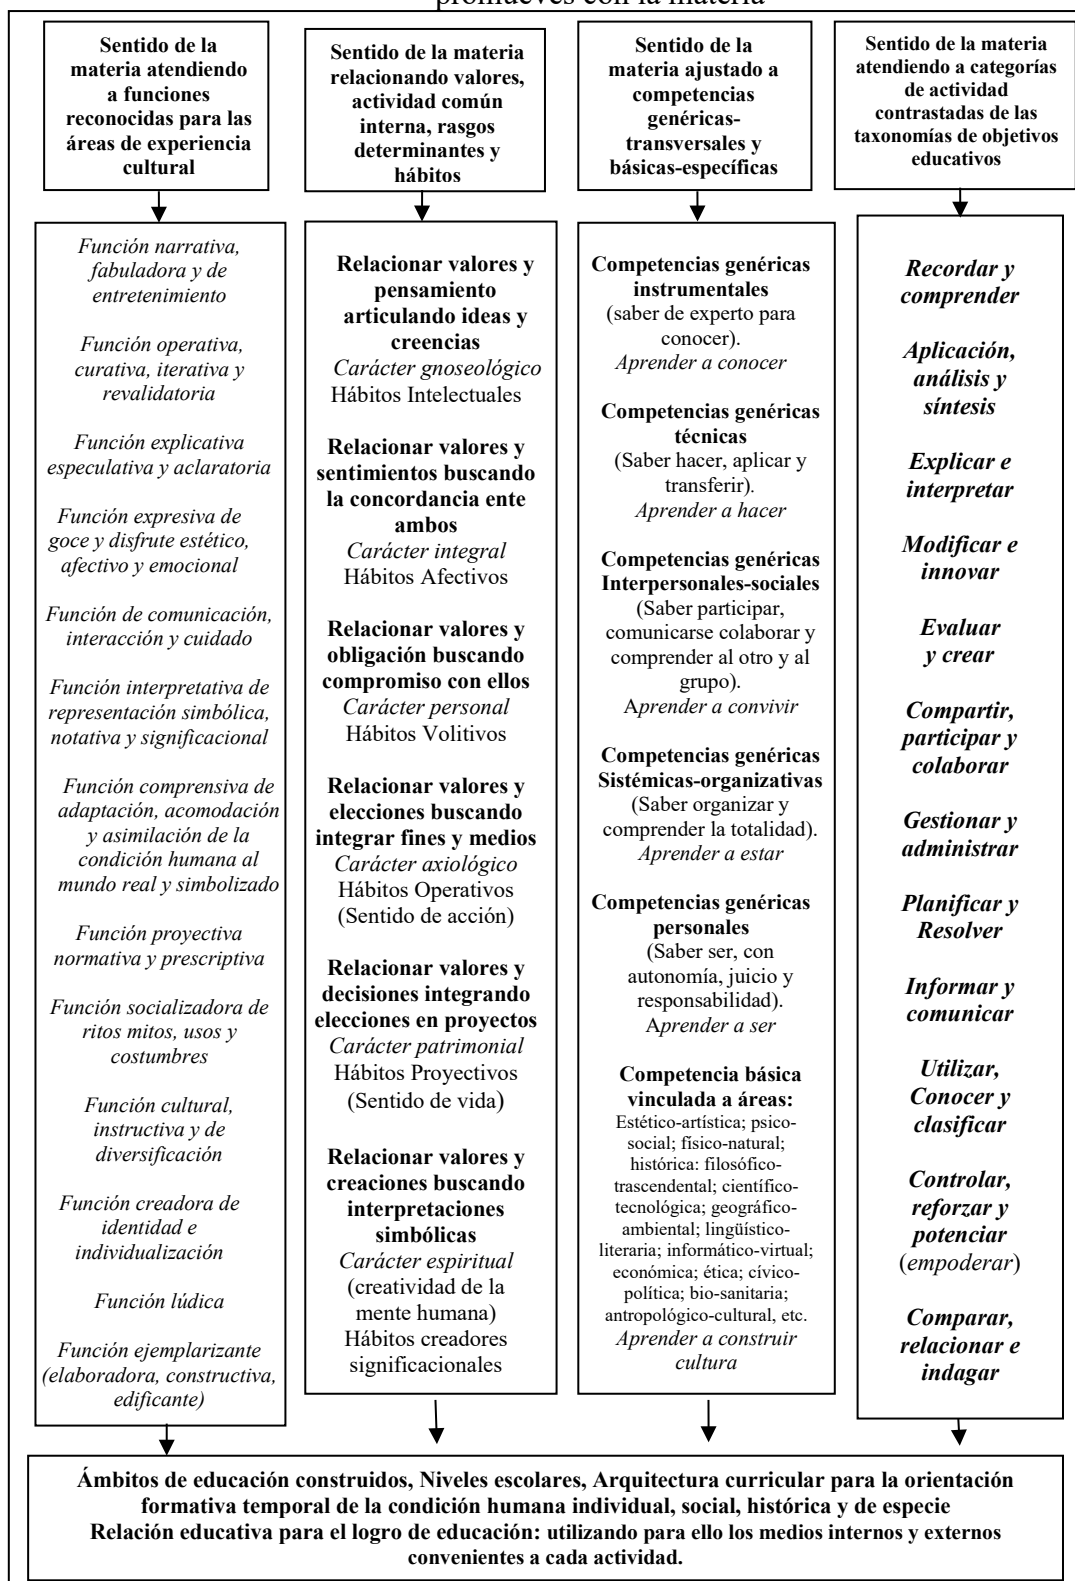 promueves con la materia
Sentido de la
materia atendiendo
a funciones
reconocidas para las
áreas de experiencia
cultural
Sentido de la materia
relacionando valores,
actividad común
interna, rasgos
determinantes y
hábitos
Sentido de la
materia ajustado a
competencias
genéricas-
transversales y
básicas-específicas
Sentido de la materia
atendiendo a categorías
de actividad
contrastadas de las
taxonomías de objetivos
educativos
Función narrativa,
fabuladora y de
entretenimiento
Función operativa,
curativa, iterativa y
revalidatoria
Función explicativa
especulativa y aclaratoria
Función expresiva de
goce y disfrute estético,
afectivo y emocional
Función de comunicación,
interacción y cuidado
Función interpretativa de
representación simbólica,
notativa y significacional
Función comprensiva de
adaptación, acomodación
y asimilación de la
condición humana al
mundo real y simbolizado
Función proyectiva
normativa y prescriptiva
Función socializadora de
ritos mitos, usos y
costumbres
Función cultural,
instructiva y de
diversificación
Función creadora de
identidad e
individualización
Función lúdica
Función ejemplarizante
(elaboradora, constructiva,
edificante)
Relacionar valores y
pensamiento
articulando ideas y
creencias
Carácter gnoseológico
Hábitos Intelectuales
Relacionar valores y
sentimientos buscando
la concordancia ente
ambos
Carácter integral
Hábitos Afectivos
Relacionar valores y
obligación buscando
compromiso con ellos
Carácter personal
Hábitos Volitivos
Relacionar valores y
elecciones buscando
integrar fines y medios
Carácter axiológico
Hábitos Operativos
(Sentido de acción)
Relacionar valores y
decisiones integrando
elecciones en proyectos
Carácter patrimonial
Hábitos Proyectivos
(Sentido de vida)
Relacionar valores y
creaciones buscando
interpretaciones
simbólicas
Carácter espiritual
(creatividad de la
mente humana)
Hábitos creadores
significacionales
Competencias genéricas
instrumentales
(saber de experto para
conocer).
Aprender a conocer
Competencias genéricas
técnicas
(Saber hacer, aplicar y
transferir).
Aprender a hacer
Competencias genéricas
Interpersonales-sociales
(Saber participar,
comunicarse colaborar y
comprender al otro y al
grupo).
Aprender a convivir
Competencias genéricas
Sistémicas-organizativas
(Saber organizar y
comprender la totalidad).
Aprender a estar
Competencias genéricas
personales
(Saber ser, con
autonomía, juicio y
responsabilidad).
Aprender a ser
Competencia básica
vinculada a áreas:
Estético-artística; psico-
social; físico-natural;
histórica: filosófico-
trascendental; científico-
tecnológica; geográfico-
ambiental; lingüístico-
literaria; informático-virtual;
económica; ética; cívico-
política; bio-sanitaria;
antropológico-cultural, etc.
Aprender a construir
cultura
Recordar y
comprender
Aplicación,
análisis y
síntesis
Explicar e
interpretar
Modificar e
innovar
Evaluar
y crear
Compartir,
participar y
colaborar
Gestionar y
administrar
Planificar y
Resolver
Informar y
comunicar
Utilizar,
Conocer y
clasificar
Controlar,
reforzar y
potenciar
(empoderar)
Comparar,
relacionar e
indagar
Ámbitos de educación construidos, Niveles escolares, Arquitectura curricular para la orientación
formativa temporal de la condición humana individual, social, histórica y de especie
Relación educativa para el logro de educación: utilizando para ello los medios internos y externos
convenientes a cada actividad.